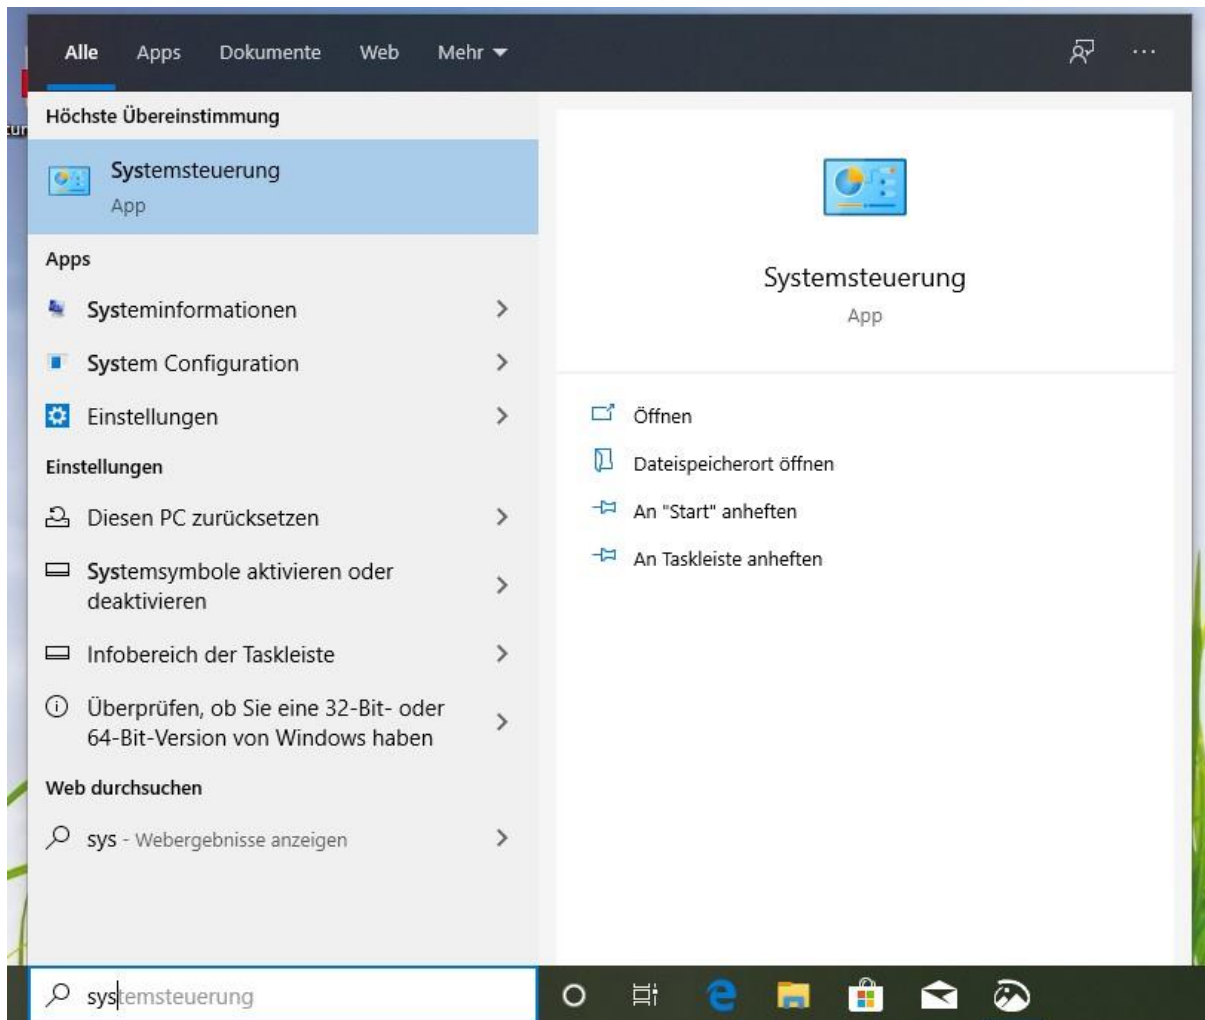 Alle Apps Dokumente Web Mehr
Höchste Übereinstimmung
Systemsteuerung
App
Apps
Systeminformationen
System Configuration
Einstellungen
Einstellungen
Diesen PC zurücksetzen
Systemsymbole aktivieren oder
deaktivieren
Infobereich der Taskleiste
Überprüfen, ob Sie eine 32-Bit- oder
64-Bit-Version von Windows haben
Web durchsuchen
sys - Webergebnisse anzeigen
Systemsteuerung
App
Öffnen
Dateispeicherort öffnen
An "Start" anheften
An Taskleiste anheften
systemsteuerung